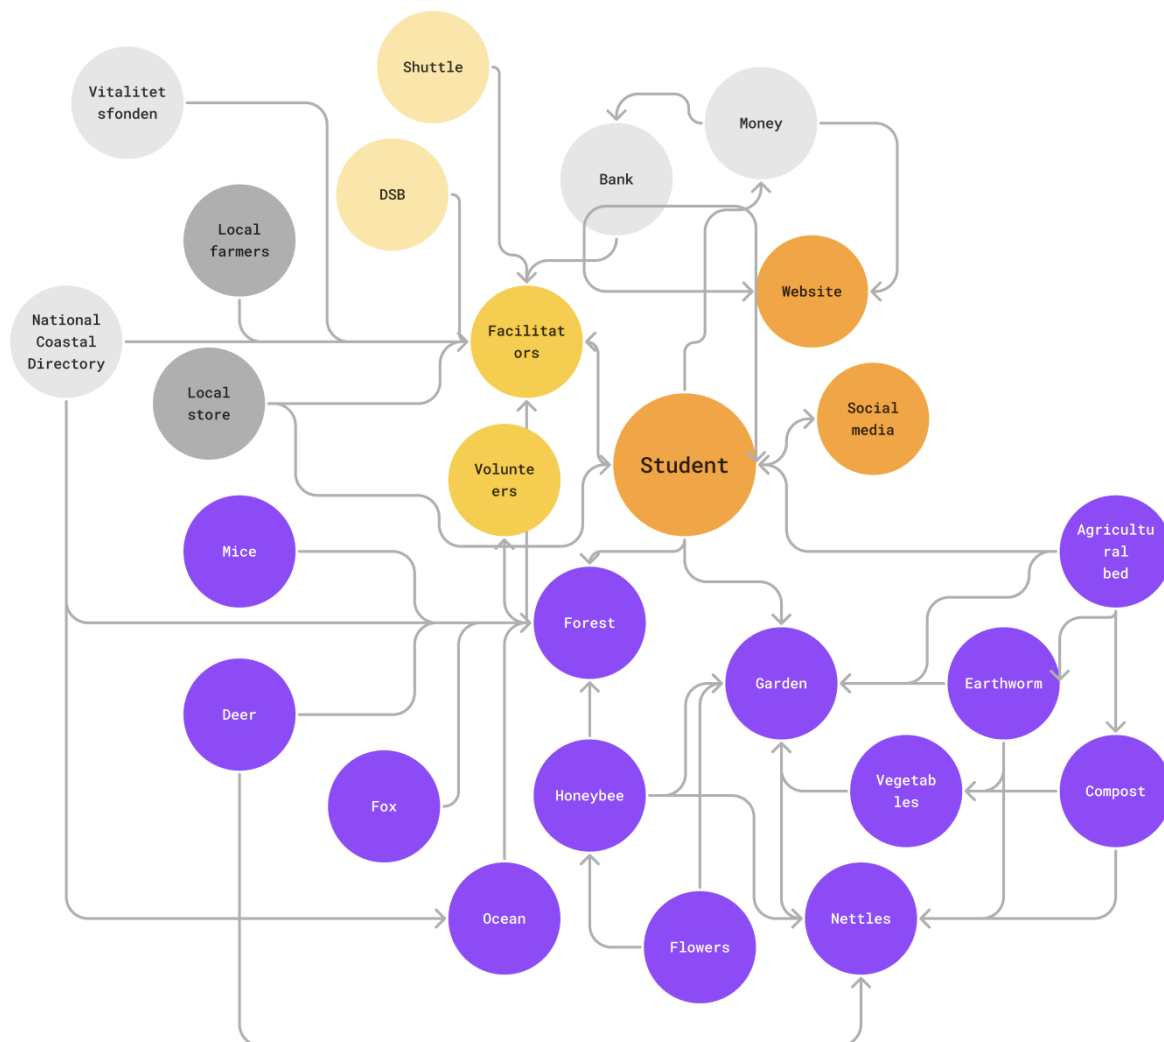 Shuttle
Vitalitet
sfonden
Money
Bank
DSB
Local
farmers
Website
National
Coastal
Directory
Facilitat
ors
Local
store
Social
media
Student
Volunte
ers
Mice
Agricultu
ral
bed
Forest
Garden
Earthworm
Deer
Vegetab
les
Compost
Honeybee
Fox
Ocean
Nettles
Flowers